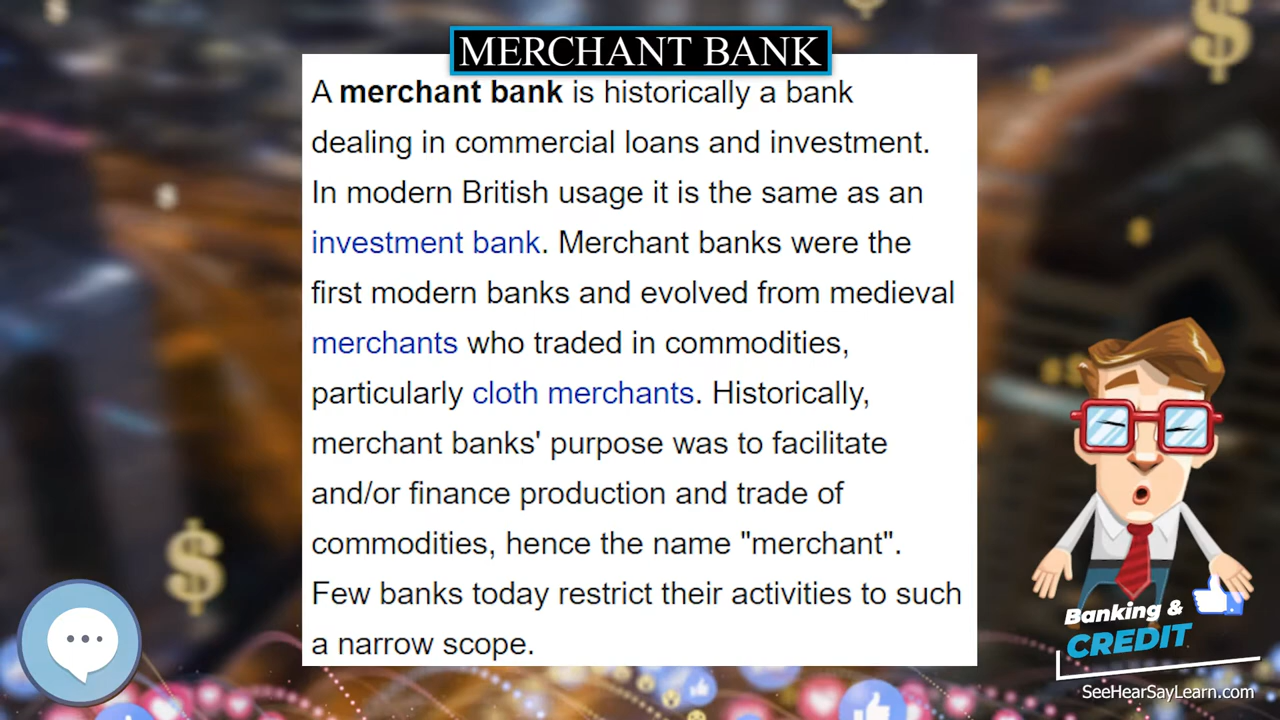 MERCHANT BANK
A merchant bank is historically a bank
dealing in commercial loans and investment.
In modern British usage it is the same as an
investment bank. Merchant banks were the
first modern banks and evolved from medieval
merchants who traded in commodities,
particularly cloth merchants. Historically,
merchant banks' purpose was to facilitate
and/or finance production and trade of
commodities, hence the name "merchant".
Few banks today restrict their activities to such
a narrow scope.
Banking &
CREDIT
SeeHearSayLearn.com